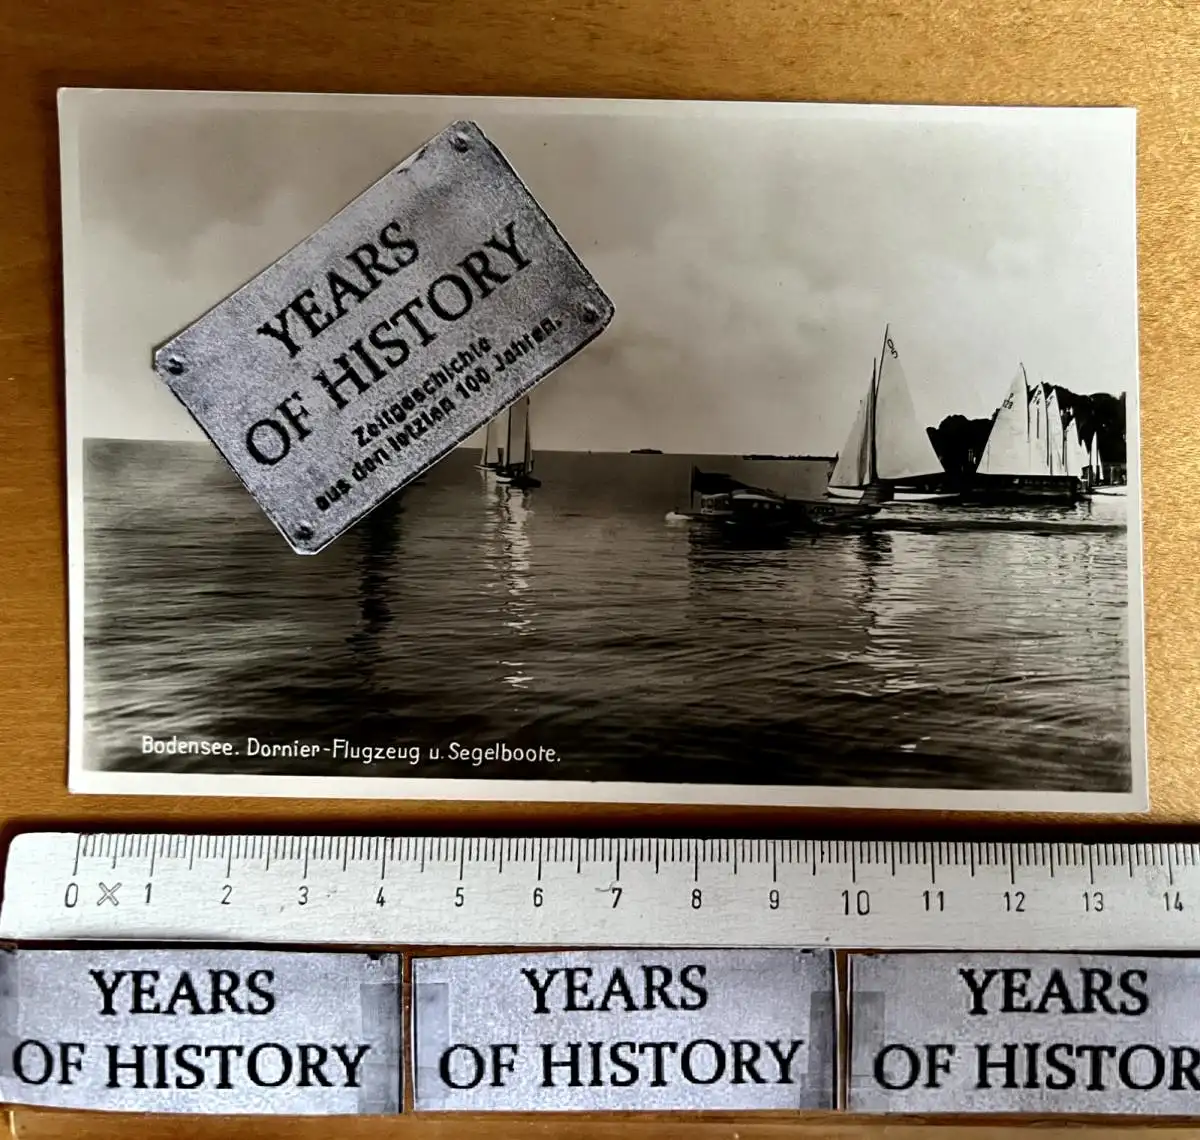 YEARS
OF HISTORY
Zeitgeschichte
aus den letzten 100 Jahren.
Bodensee. Dornier-Flugzeug u. Segelboote.
0 1 2 3 4 5 6 7 8 9 10 11 12 13 14
YEARS
OF HISTORY
YEARS
OF HISTORY
YEARS
OF HISTOR